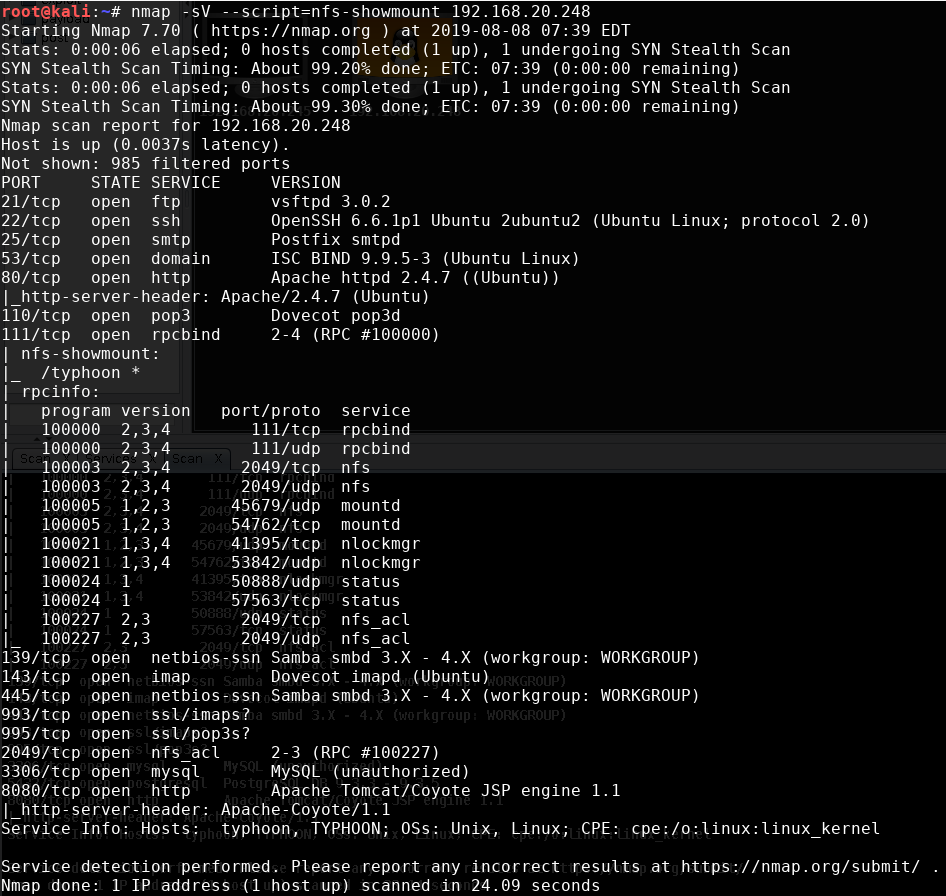 root@kali:~# nmap -sV --script=nfs-showmount 192.168.20.248
Starting Nmap 7.70 ( https://nmap.org ) at 2019-08-08 07:39 EDT
Stats: 0:00:06 elapsed; 0 hosts completed (1 up), 1 undergoing SYN Stealth Scan
SYN Stealth Scan Timing: About 99.20% done; ETC: 07:39 (0:00:00 remaining)
Stats: 0:00:06 elapsed; 0 hosts completed (1 up), 1 undergoing SYN Stealth Scan
SYN Stealth Scan Timing: About 99.30% done; ETC: 07:39 (0:00:00 remaining)
Nmap scan report for 192.168.20.248
Host is up (0.0037s latency).
Not shown: 985 filtered ports
PORT     STATE SERVICE     VERSION
21/tcp   open  ftp         vsftpd 3.0.2
22/tcp   open  ssh         OpenSSH 6.6.1p1 Ubuntu 2ubuntu2 (Ubuntu Linux; protocol 2.0)
25/tcp   open  smtp        Postfix smtpd
53/tcp   open  domain      ISC BIND 9.9.5-3 (Ubuntu Linux)
80/tcp   open  http        Apache httpd 2.4.7 ((Ubuntu))
|_http-server-header: Apache/2.4.7 (Ubuntu)
110/tcp  open  pop3        Dovecot pop3d
111/tcp  open  rpcbind     2-4 (RPC #100000)
| nfs-showmount:
|_  /typhoon *
| rpcinfo:
|   program version   port/proto  service
|   100000  2,3,4        111/tcp  rpcbind
|   100000  2,3,4        111/udp  rpcbind
|   100003  2,3,4       2049/tcp  nfs
|   100003  2,3,4       2049/udp  nfs
|   100005  1,2,3      45679/udp  mountd
|   100005  1,2,3      54762/tcp  mountd
|   100021  1,3,4      41395/tcp  nlockmgr
|   100021  1,3,4      53842/udp  nlockmgr
|   100024  1          50888/udp  status
|   100024  1          57563/tcp  status
|   100227  2,3         2049/tcp  nfs_acl
|_  100227  2,3         2049/udp  nfs_acl
139/tcp  open  netbios-ssn Samba smbd 3.X - 4.X (workgroup: WORKGROUP)
143/tcp  open  imap        Dovecot imapd (Ubuntu)
445/tcp  open  netbios-ssn Samba smbd 3.X - 4.X (workgroup: WORKGROUP)
993/tcp  open  ssl/imaps?
995/tcp  open  ssl/pop3s?
2049/tcp open  nfs_acl     2-3 (RPC #100227)
3306/tcp open  mysql       MySQL (unauthorized)
8080/tcp open  http        Apache Tomcat/Coyote JSP engine 1.1
|_http-server-header: Apache-Coyote/1.1
Service Info: Hosts:  typhoon, TYPHOON; OSs: Unix, Linux; CPE: cpe:/o:linux:linux_kernel

Service detection performed. Please report any incorrect results at https://nmap.org/submit/ .
Nmap done: 1 IP address (1 host up) scanned in 24.09 seconds